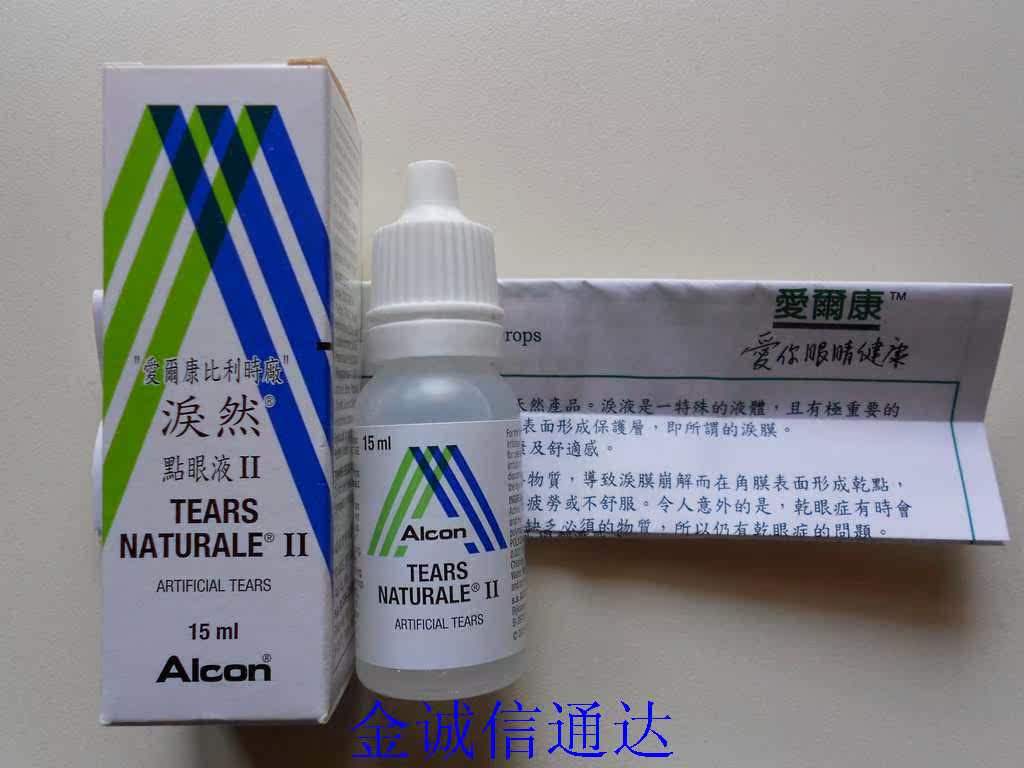 "愛爾康比利時廠"
淚然®
點眼液 II
TEARS
NATURALE® II
ARTIFICIAL TEARS
15 ml
Alcon®
15 ml
Alcon
TEARS
NATURALE® II
ARTIFICIAL TEARS
rops
愛爾康™
愛你眼睛健康
天然產品。淚液是一特殊的液體，且有極重要的
表面形成保護層，即所謂的淚膜。
及舒適感。
物質，導致淚膜崩解而在角膜表面形成乾點，
疲勞或不舒服。令人意外的是，乾眼症有時會
缺乏必須的物質，所以仍有乾眼症的問題。
金诚信通达